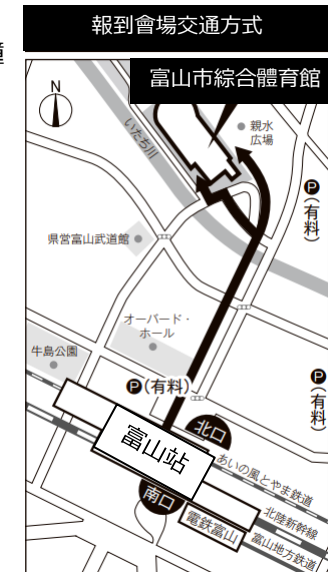 報到會場交通方式
富山市綜合體育館
N
いたち川
親水
広場
P
(有料)
県営富山武道館
オーバード・
ホール
牛島公園
P(有料)
P
(有料)
北口
富山站
あいの風とやま鉄道
南口
北陸新幹線
電鉄富山
富山地方鉄道